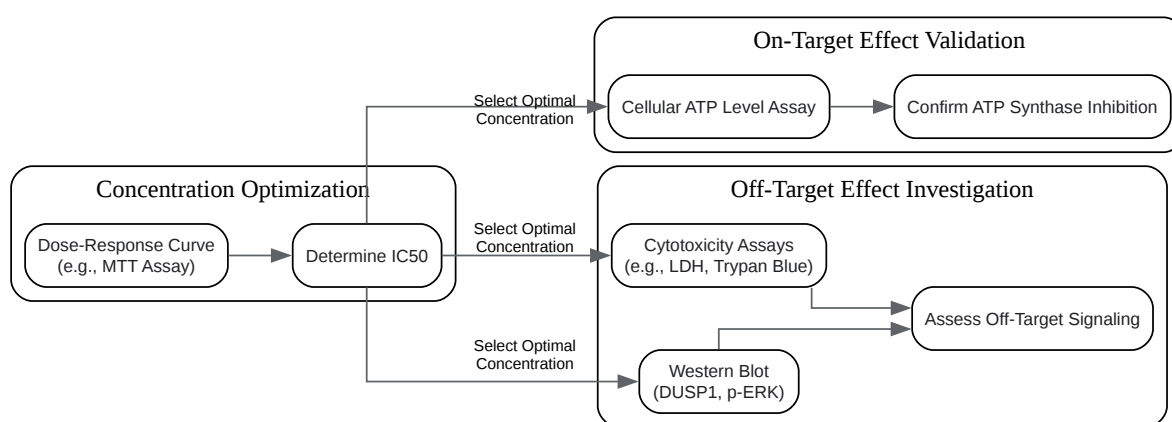 On-Target Effect Validation
Select Optimal
Concentration
Cellular ATP Level Assay
Confirm ATP Synthase Inhibition
Concentration Optimization
Dose-Response Curve
(e.g., MTT Assay)
Determine IC50
Off-Target Effect Investigation
Select Optimal
Concentration
Cytotoxicity Assays
(e.g., LDH, Trypan Blue)
Assess Off-Target Signaling
Select Optimal
Concentration
Western Blot
(DUSP1, p-ERK)